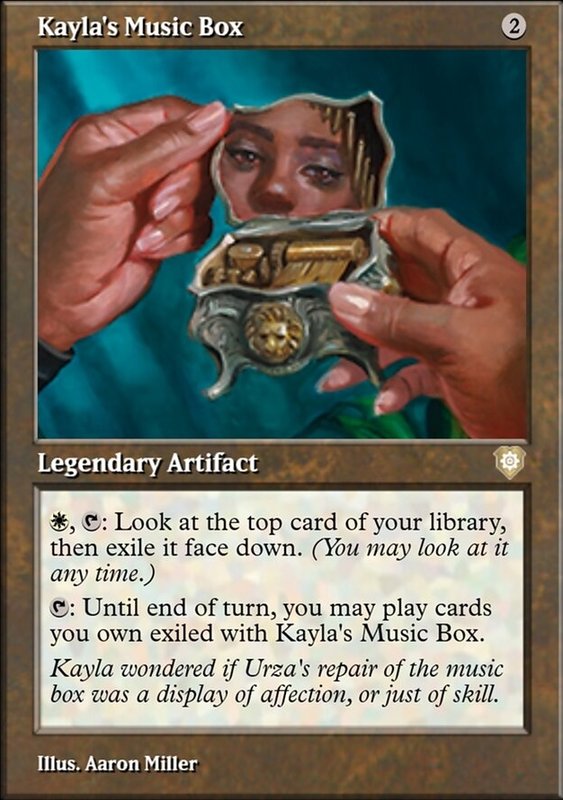 Kayla's Music Box 2
Legendary Artifact
: Look at the top card of your library,
then exile it face down. (You may look at it
any time.)
: Until end of turn, you may play cards
you own exiled with Kayla's Music Box.
Kayla wondered if Urza's repair of the music
box was a display of affection, or just of skill.
Illus. Aaron Miller